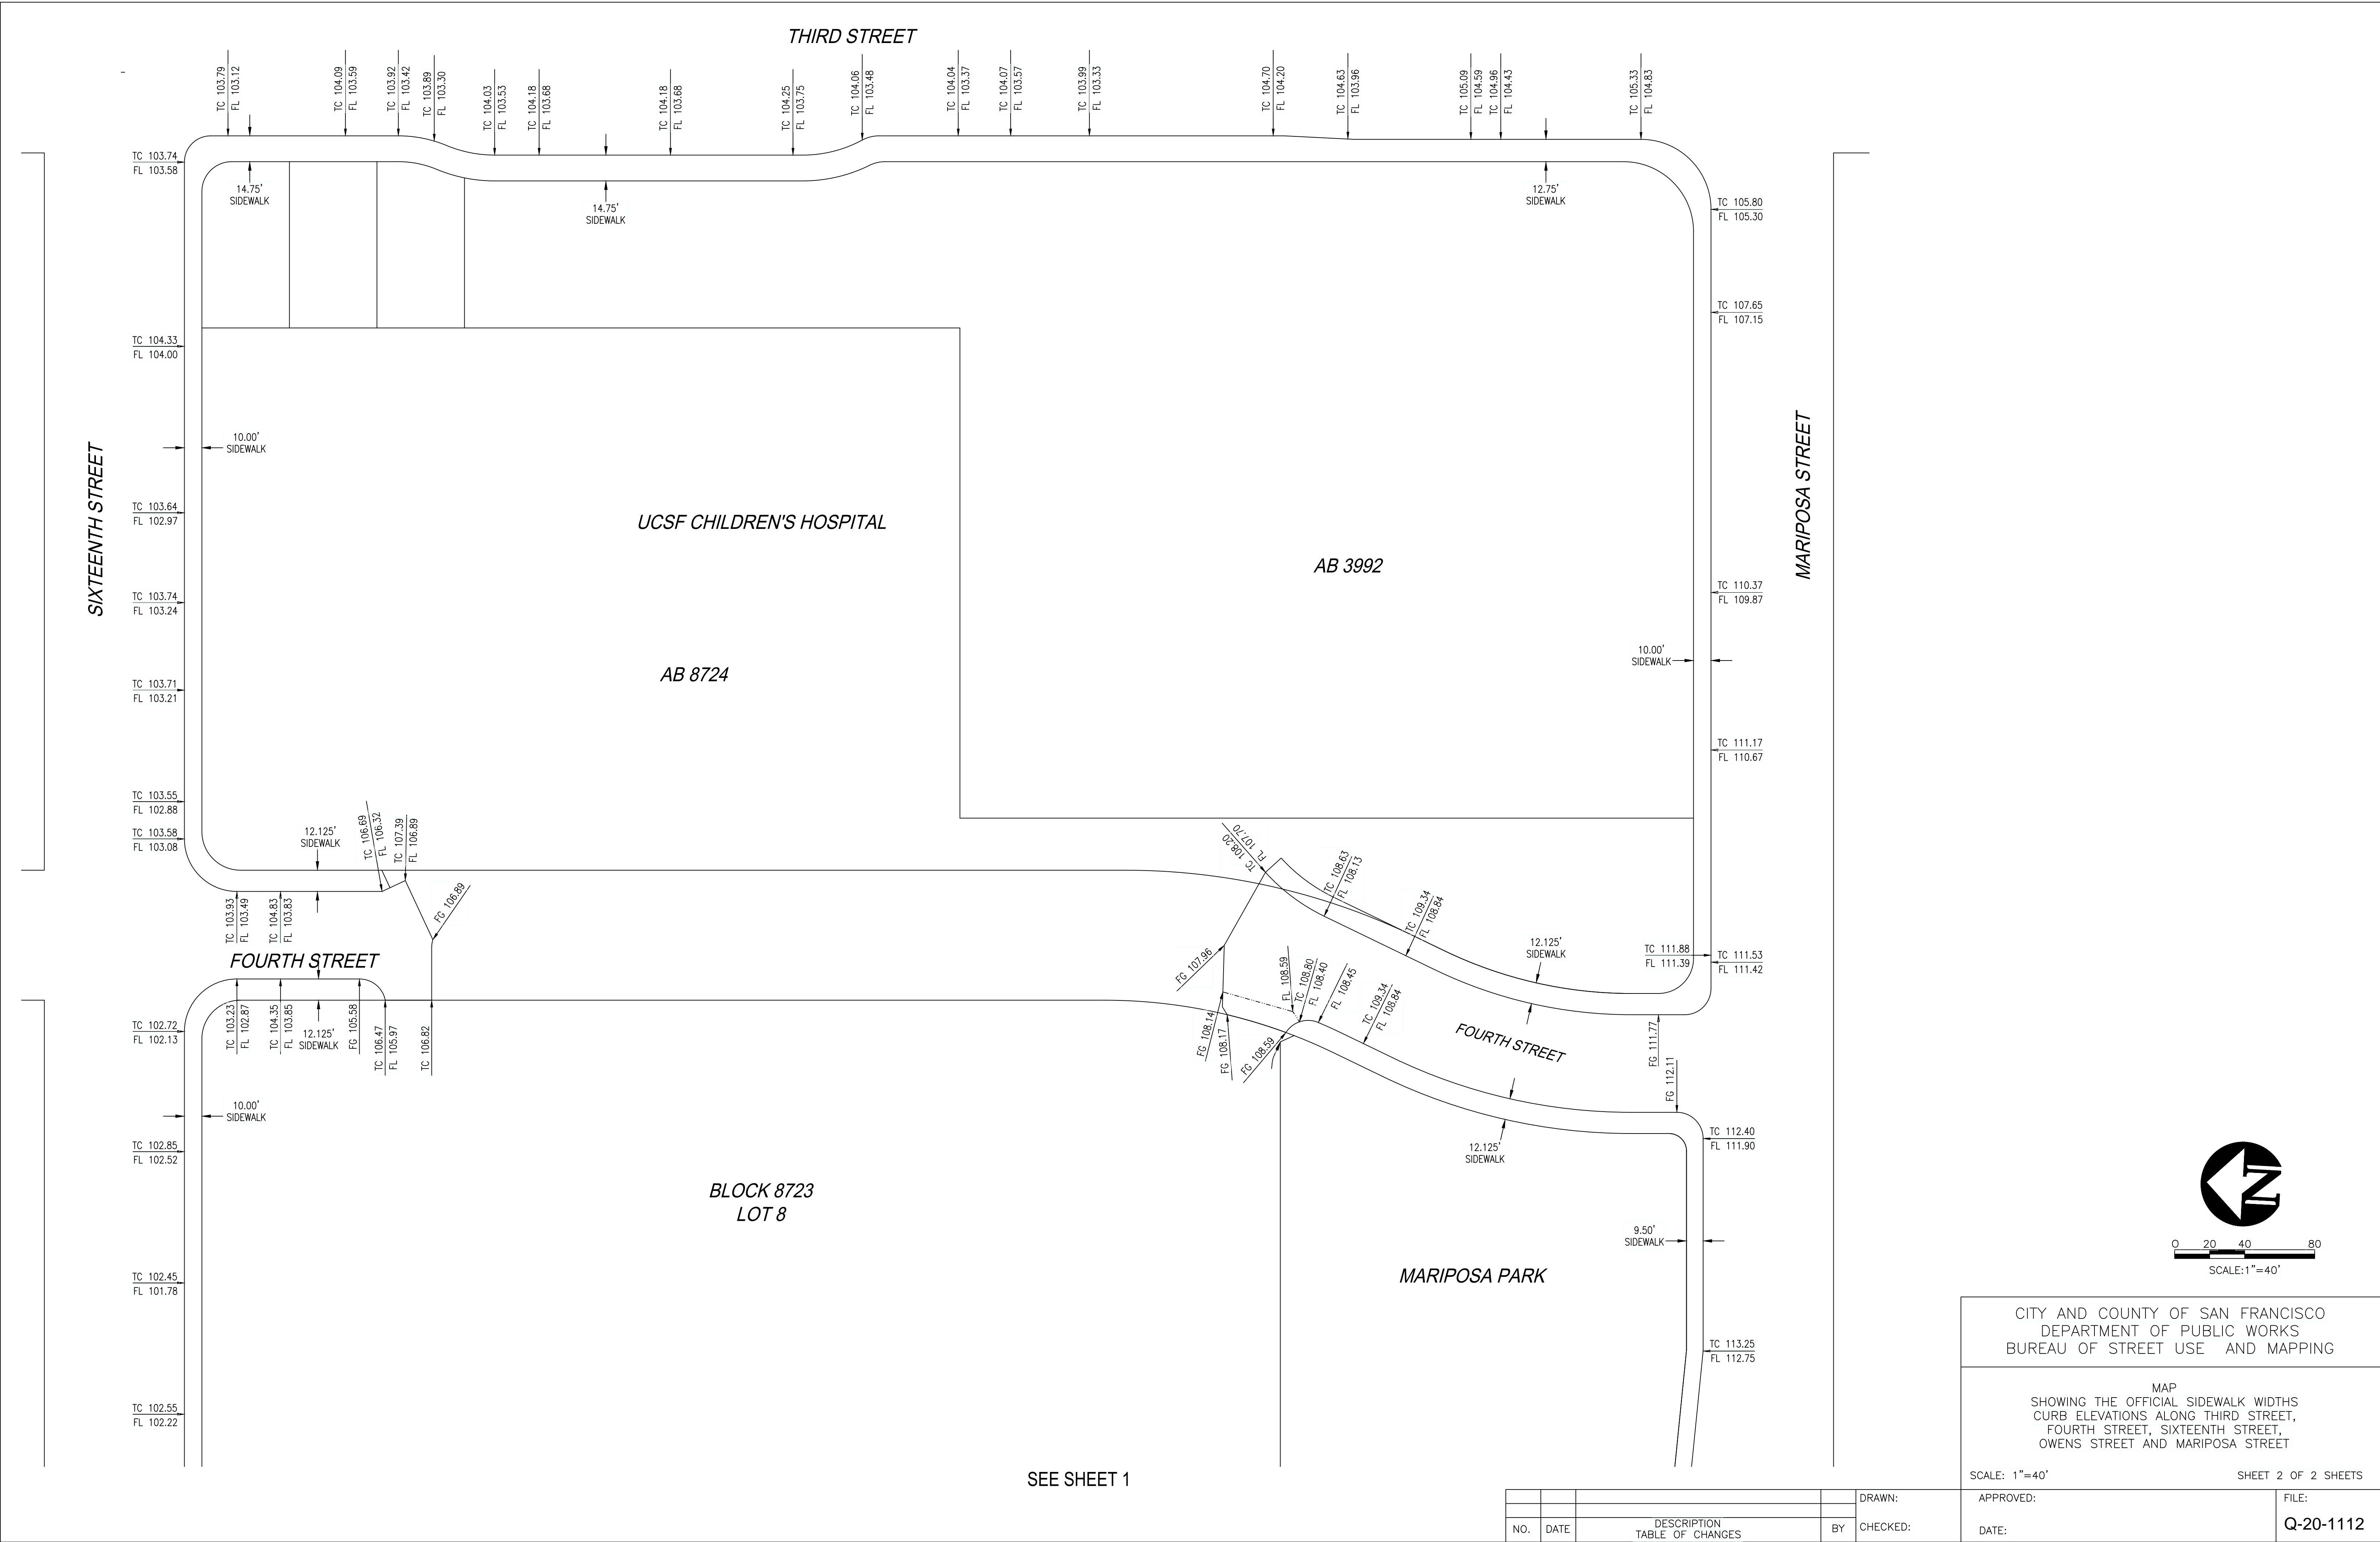 THIRD STREET
TC 103.79
FL 103.12
TC 104.09
FL 103.59
TC 103.92
FL 103.42
TC 103.89
FL 103.30
TC 104.03
FL 103.53
TC 104.18
FL 103.68
TC 104.18
FL 103.68
TC 104.25
FL 103.75
TC 104.06
FL 103.48
TC 104.04
FL 103.37
TC 104.07
FL 103.57
TC 103.99
FL 103.33
TC 104.70
FL 104.20
TC 104.63
FL 103.96
TC 105.09
FL 104.59
TC 104.96
FL 104.43
TC 105.33
FL 104.83
14.75'
SIDEWALK
14.75'
SIDEWALK
12.75'
SIDEWALK
SIXTEENTH STREET
TC 103.74
FL 103.58
TC 104.33
FL 104.00
10.00'
SIDEWALK
TC 103.64
FL 102.97
TC 103.74
FL 103.24
TC 103.71
FL 103.21
TC 103.55
FL 102.88
TC 103.58
FL 103.08
UCSF CHILDREN'S HOSPITAL
AB 8724
AB 3992
MARIPOSA STREET
TC 105.80
FL 105.30
TC 107.65
FL 107.15
TC 110.37
FL 109.87
10.00'
SIDEWALK
TC 111.17
FL 110.67
TC 111.88
FL 111.39
TC 111.53
FL 111.42
12.125'
SIDEWALK
TC 106.69
FL 106.32
TC 107.39
FL 106.89
FG 106.89
TC 103.93
FL 103.49
TC 104.83
FL 103.83
FOURTH STREET
TC 103.23
FL 102.87
TC 104.35
FL 103.85
12.125'
SIDEWALK
FG 105.58
TC 106.47
FL 105.97
TC 106.82
FL 107.70
TC 108.20
TC 108.63
FL 108.13
TC 109.34
FL 108.84
12.125'
SIDEWALK
FG 107.96
FL 108.59
TC 108.80
FL 108.40
FL 108.45
TC 109.34
FL 108.84
FG 108.14
FG 108.17
FG 108.59
FOURTH STREET
FG 111.77
FG 112.11
12.125'
SIDEWALK
TC 112.40
FL 111.90
9.50'
SIDEWALK
TC 113.25
FL 112.75
TC 102.72
FL 102.13
10.00'
SIDEWALK
TC 102.85
FL 102.52
TC 102.45
FL 101.78
TC 102.55
FL 102.22
BLOCK 8723
LOT 8
MARIPOSA PARK
SEE SHEET 1
N
0 20 40 80
SCALE:1"=40'
CITY AND COUNTY OF SAN FRANCISCO
DEPARTMENT OF PUBLIC WORKS
BUREAU OF STREET USE AND MAPPING
MAP
SHOWING THE OFFICIAL SIDEWALK WIDTHS
CURB ELEVATIONS ALONG THIRD STREET,
FOURTH STREET, SIXTEENTH STREET,
OWENS STREET AND MARIPOSA STREET
SCALE: 1"=40' SHEET 2 OF 2 SHEETS
DRAWN: APPROVED: FILE:
NO. DATE DESCRIPTION BY CHECKED: DATE: Q-20-1112
TABLE OF CHANGES